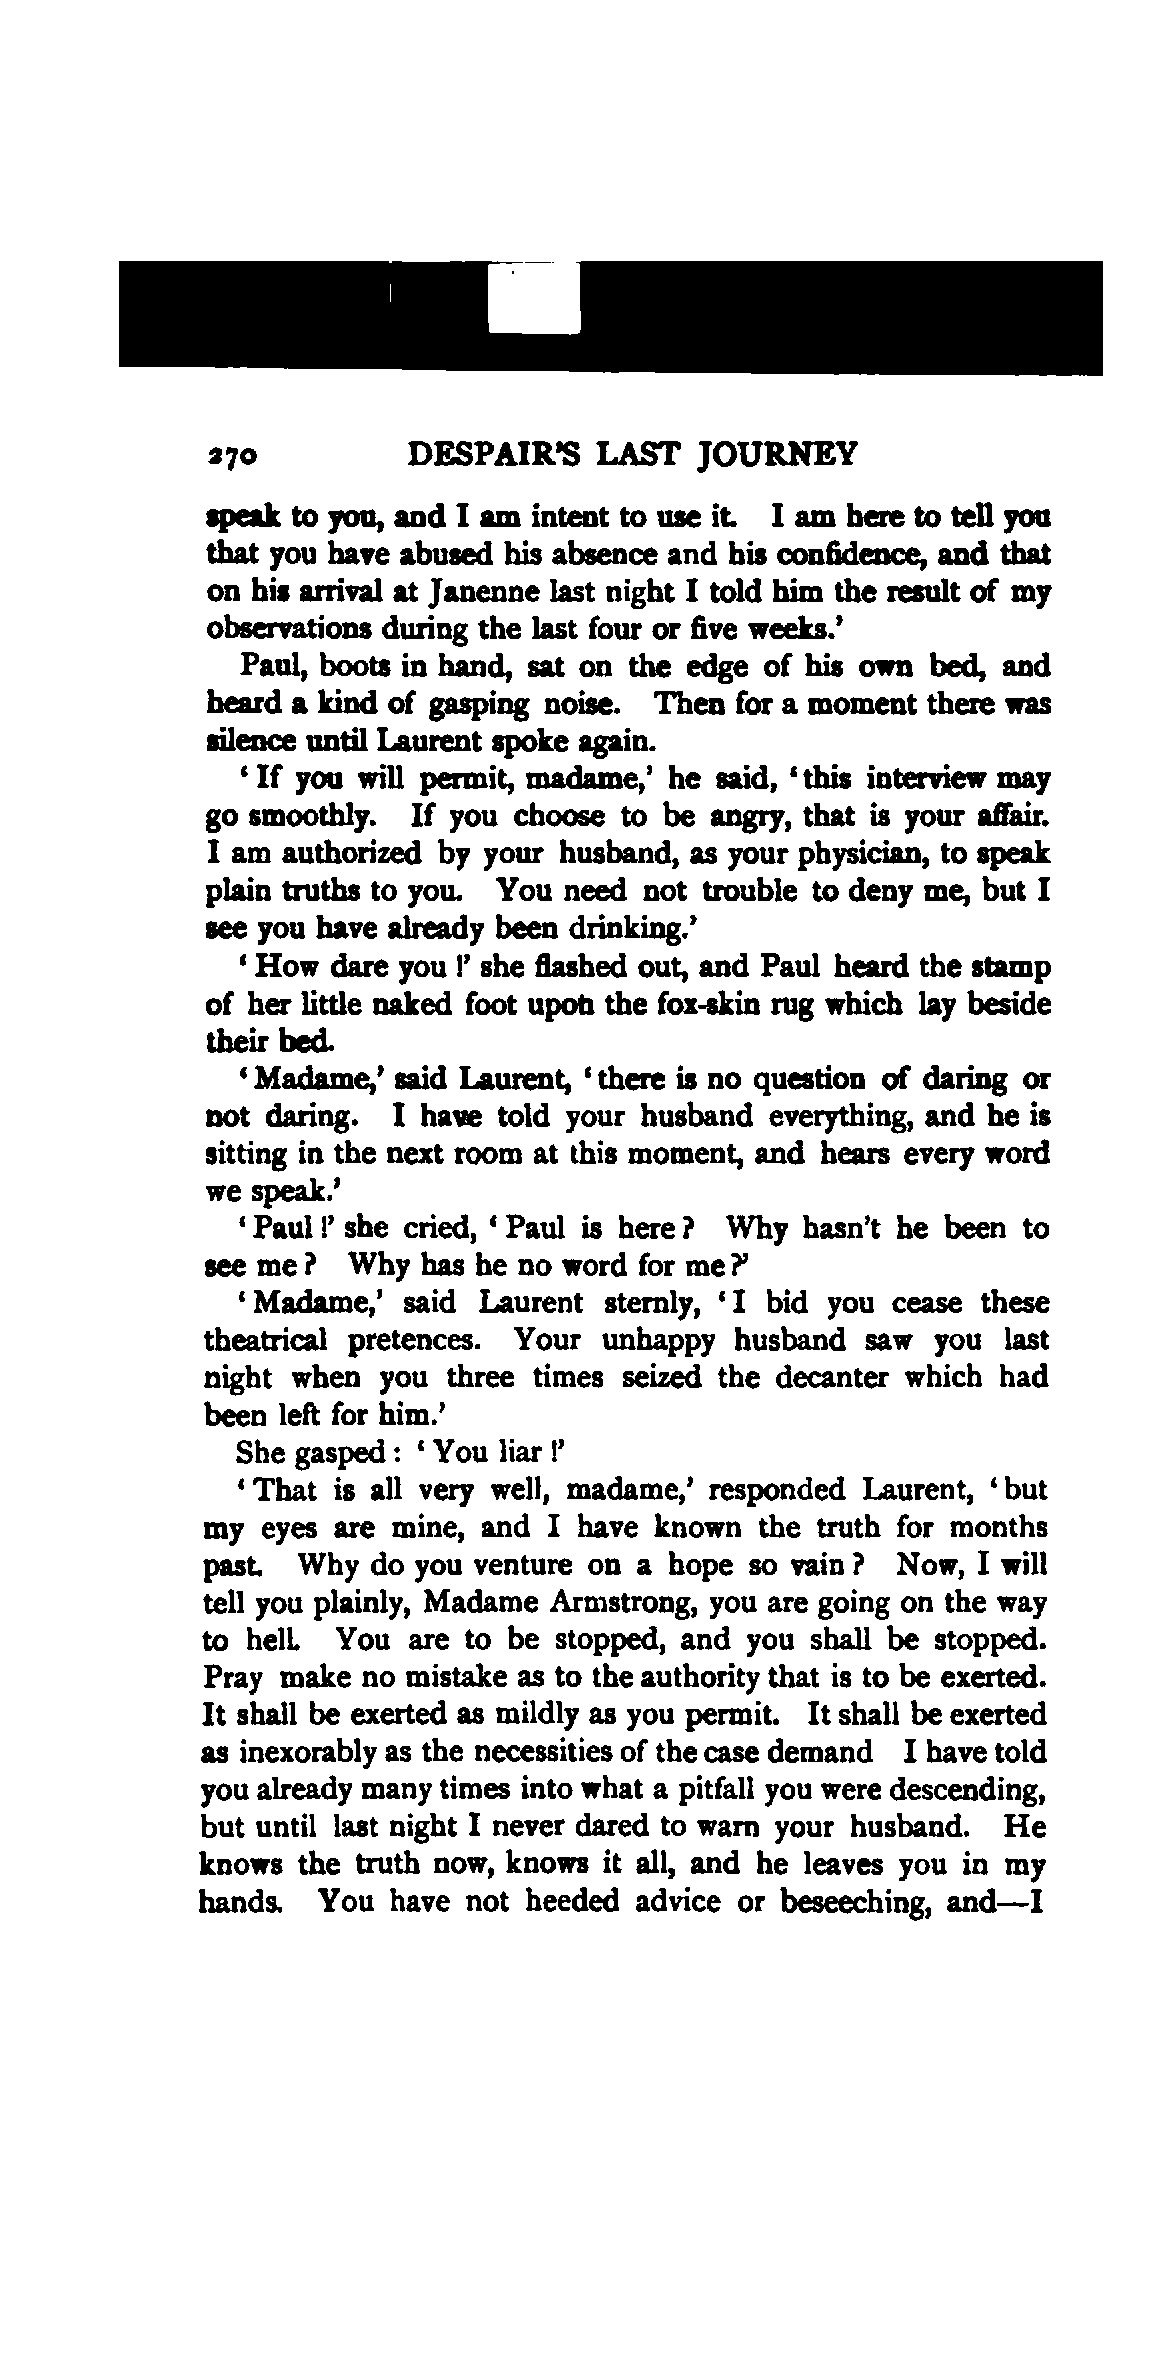 270 DESPAIR'S LAST JOURNEY
speak to you, and I am intent to use it. I am here to tell you
that you have abused his absence and his confidence, and that
on his arrival at Janenne last night I told him the result of my
observations during the last four or five weeks.'
Paul, boots in hand, sat on the edge of his own bed, and
heard a kind of gasping noise. Then for a moment there was
silence until Laurent spoke again.
'If you will permit, madame,' he said, 'this interview may
go smoothly. If you choose to be angry, that is your affair.
I am authorized by your husband, as your physician, to speak
plain truths to you. You need not trouble to deny me, but I
see you have already been drinking.'
'How dare you!' she flashed out, and Paul heard the stamp
of her little naked foot upon the fox-skin rug which lay beside
their bed.
'Madame,' said Laurent, 'there is no question of daring or
not daring. I have told your husband everything, and he is
sitting in the next room at this moment, and hears every word
we speak.'
'Paul!' she cried, 'Paul is here? Why hasn't he been to
see me? Why has he no word for me?'
'Madame,' said Laurent sternly, 'I bid you cease these
theatrical pretences. Your unhappy husband saw you last
night when you three times seized the decanter which had
been left for him.'
She gasped: 'You liar!'
'That is all very well, madame,' responded Laurent, 'but
my eyes are mine, and I have known the truth for months
past. Why do you venture on a hope so vain? Now, I will
tell you plainly, Madame Armstrong, you are going on the way
to hell. You are to be stopped, and you shall be stopped.
Pray make no mistake as to the authority that is to be exerted.
It shall be exerted as mildly as you permit. It shall be exerted
as inexorably as the necessities of the case demand I have told
you already many times into what a pitfall you were descending,
but until last night I never dared to warn your husband. He
knows the truth now, knows it all, and he leaves you in my
hands. You have not heeded advice or beseeching, and—I